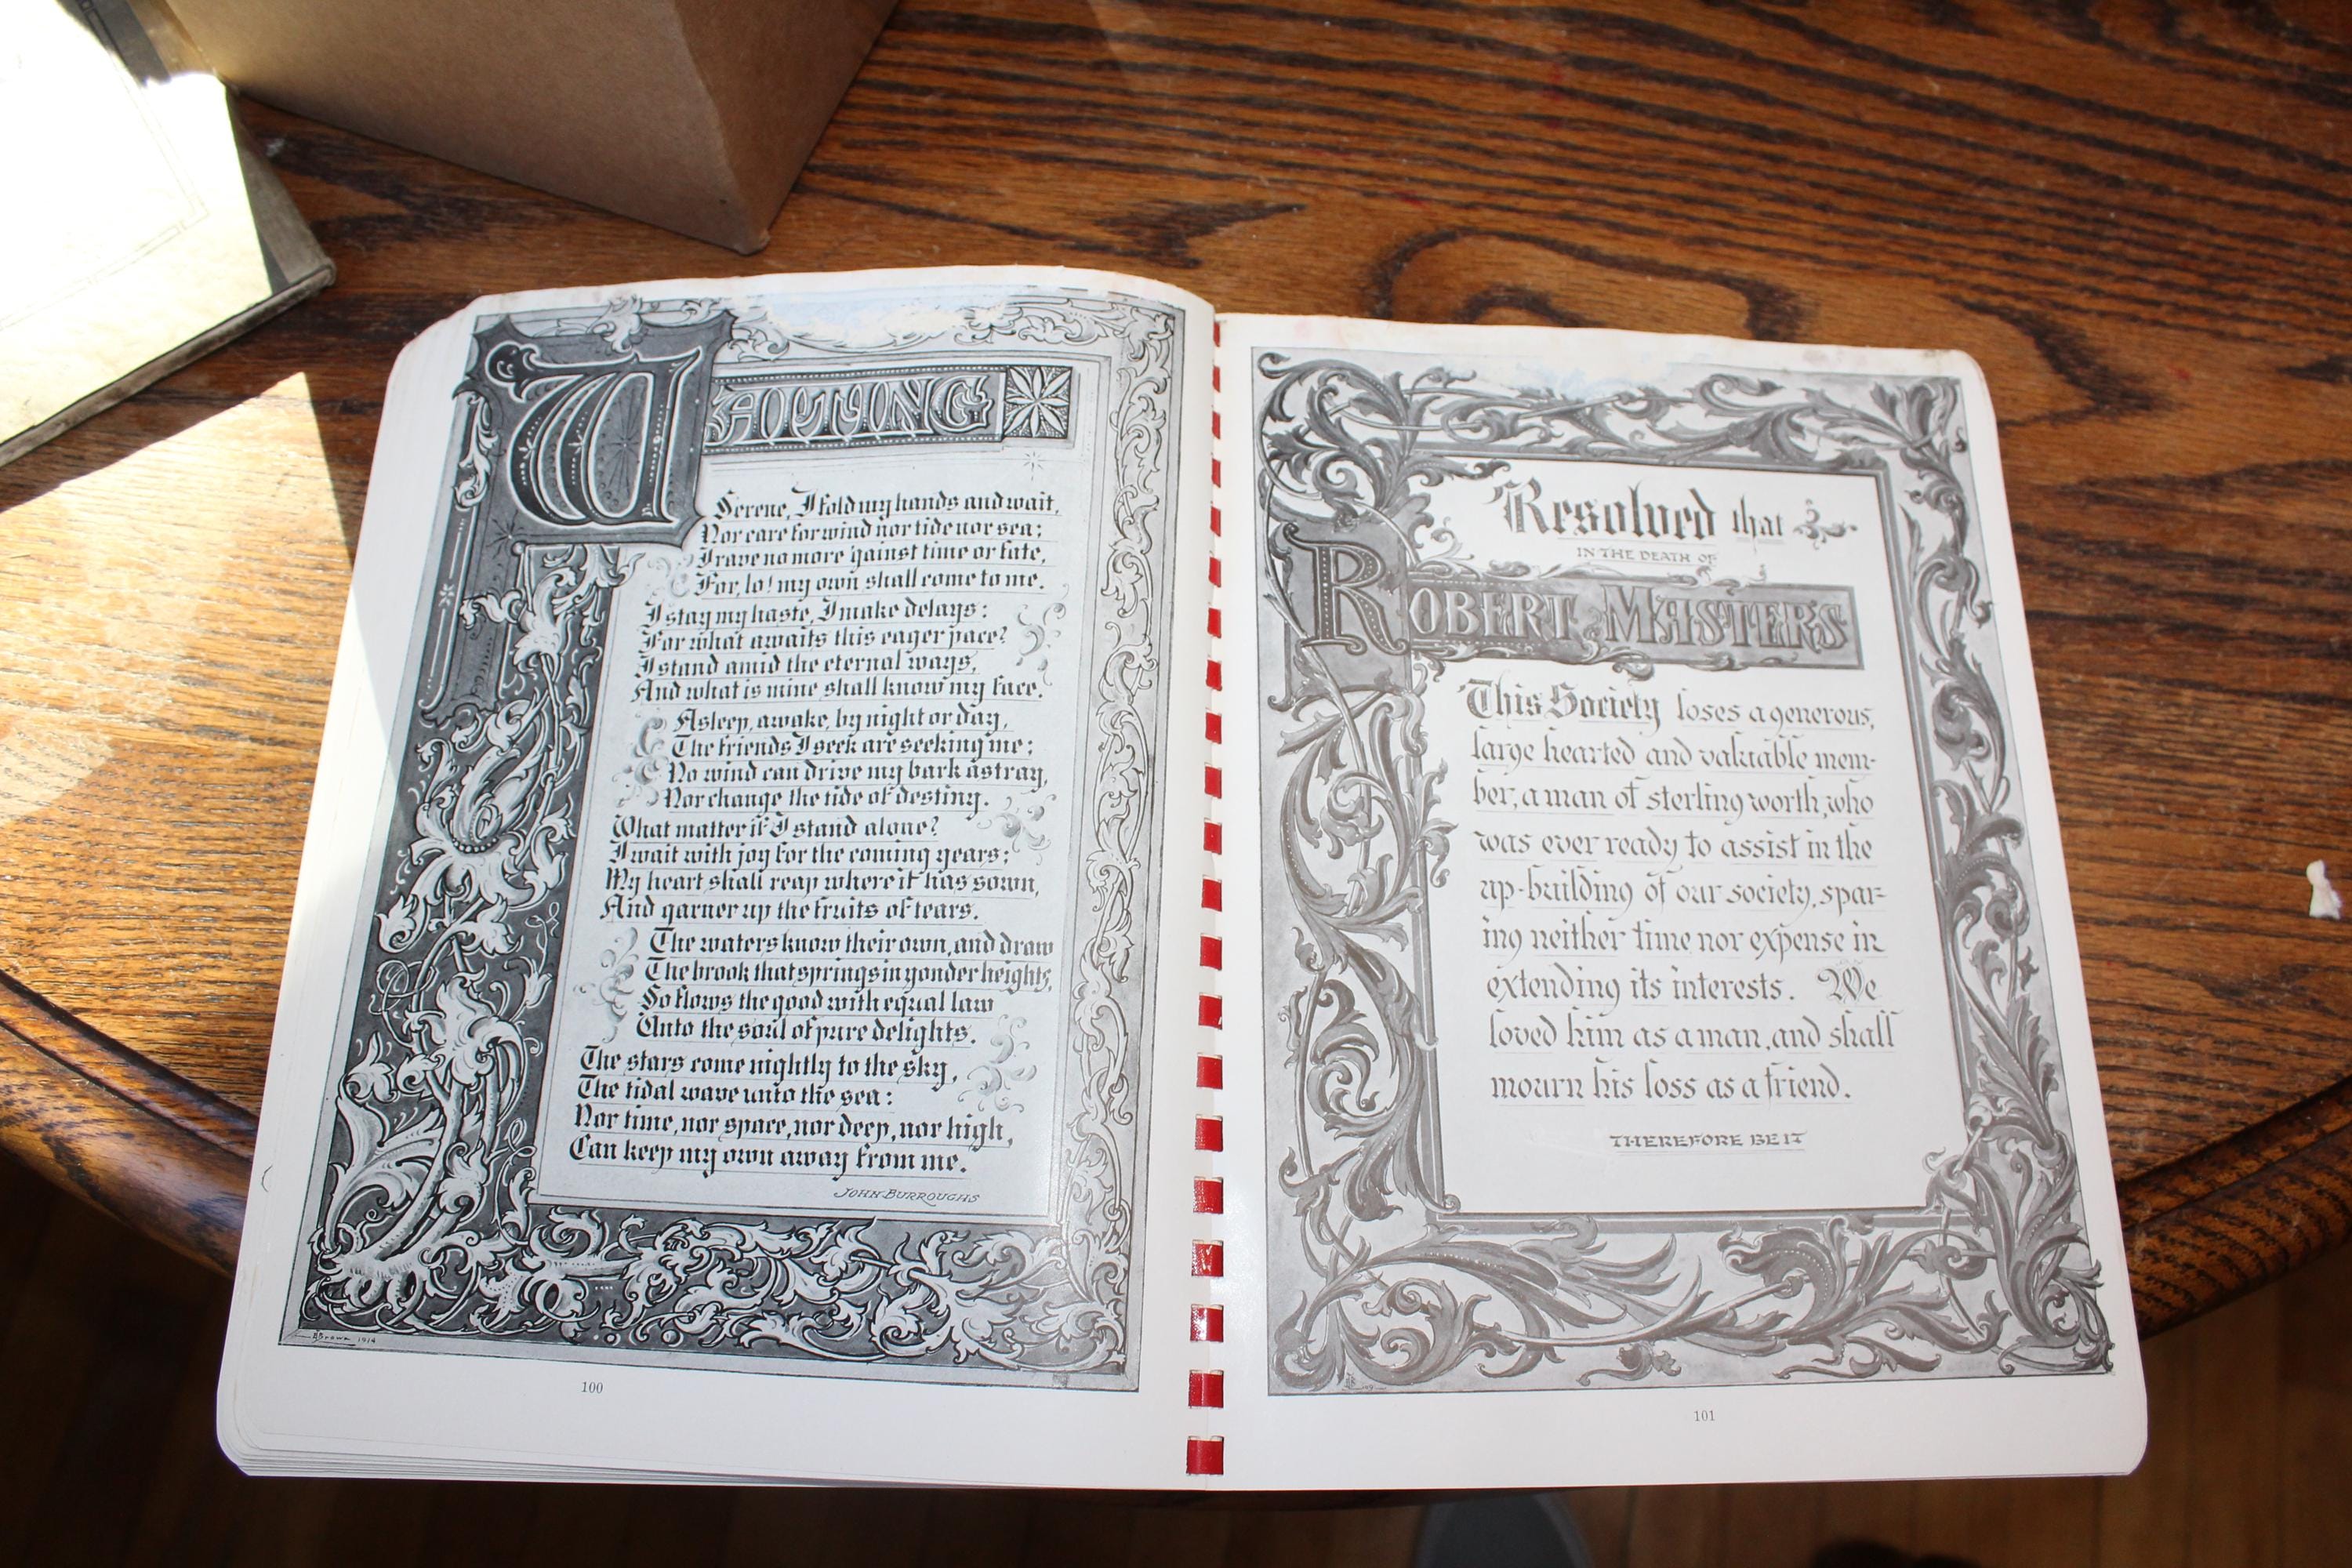 WAITING
Serene, I fold my hands and wait,
Nor care for wind nor tide nor sea;
I rave no more 'gainst time or fate,
For, lo! my own shall come to me.
I stay my haste, I make delays:
For what awaits this eager pace?
I stand amid the eternal ways,
And what is mine shall know my face.
Asleep, awake, by night or day,
The friends I seek are seeking me;
No wind can drive my bark astray,
Nor change the tide of destiny.
What matter if I stand alone?
I wait with joy for the coming years;
My heart shall reap where it has sown,
And garner up the fruits of tears.
The waters know their own, and draw
The brook that springs in yonder heights,
So flows the good with equal law
Unto the soul of pure delights.
The stars come nightly to the sky,
The tidal wave unto the sea:
Nor time, nor space, nor deep, nor high,
Can keep my own away from me.
JOHN BURROUGHS
Brown 1914
100
Resolved that
IN THE DEATH OF
ROBERT MASTERS
This Society loses a generous,
large hearted and valuable mem-
ber, a man of sterling worth, who
was ever ready to assist in the
up-building of our society, spar-
ing neither time nor expense in
extending its interests. We
loved him as a man, and shall
mourn his loss as a friend.
THEREFORE BE IT
101